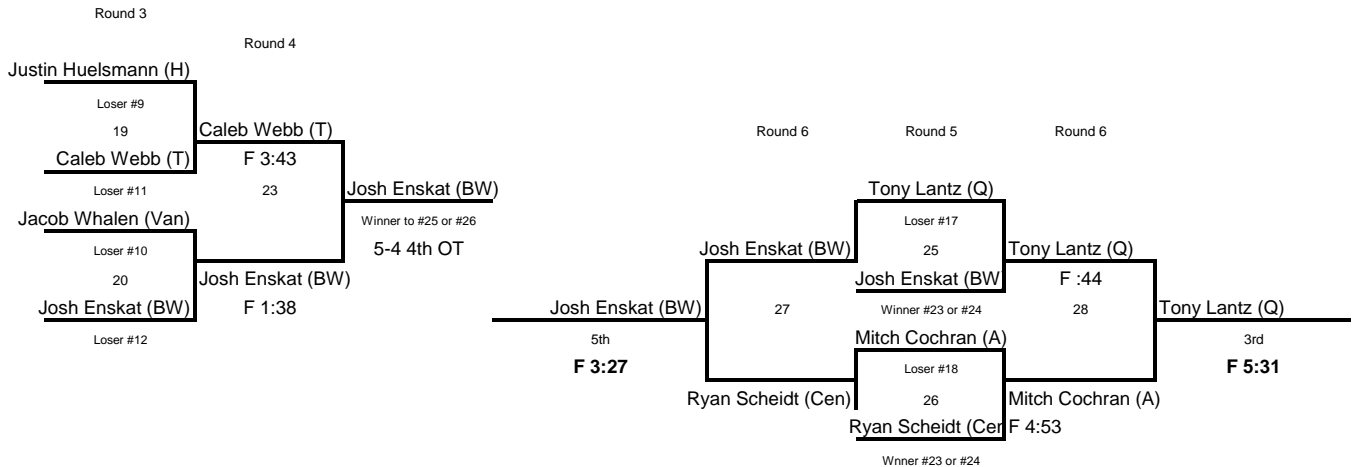 Round 3
Round 4
Justin Huelsmann (H)
Loser #9
19
Caleb Webb (T)
Caleb Webb (T)
F 3:43
Loser #11
23
Josh Enskat (BW)
Jacob Whalen (Van)
Winner to #25 or #26
Loser #10
5-4 4th OT
20
Josh Enskat (BW)
Josh Enskat (BW)
F 1:38
Loser #12
Round 6
Round 5
Round 6
Tony Lantz (Q)
Loser #17
Josh Enskat (BW)
25
Tony Lantz (Q)
Josh Enskat (BW)
F :44
Josh Enskat (BW)
27
Winner #23 or #24
28
Tony Lantz (Q)
5th
Mitch Cochran (A)
3rd
F 3:27
Loser #18
F 5:31
Ryan Scheidt (Cen)
26
Mitch Cochran (A)
Ryan Scheidt (Cen
F 4:53
Wnner #23 or #24